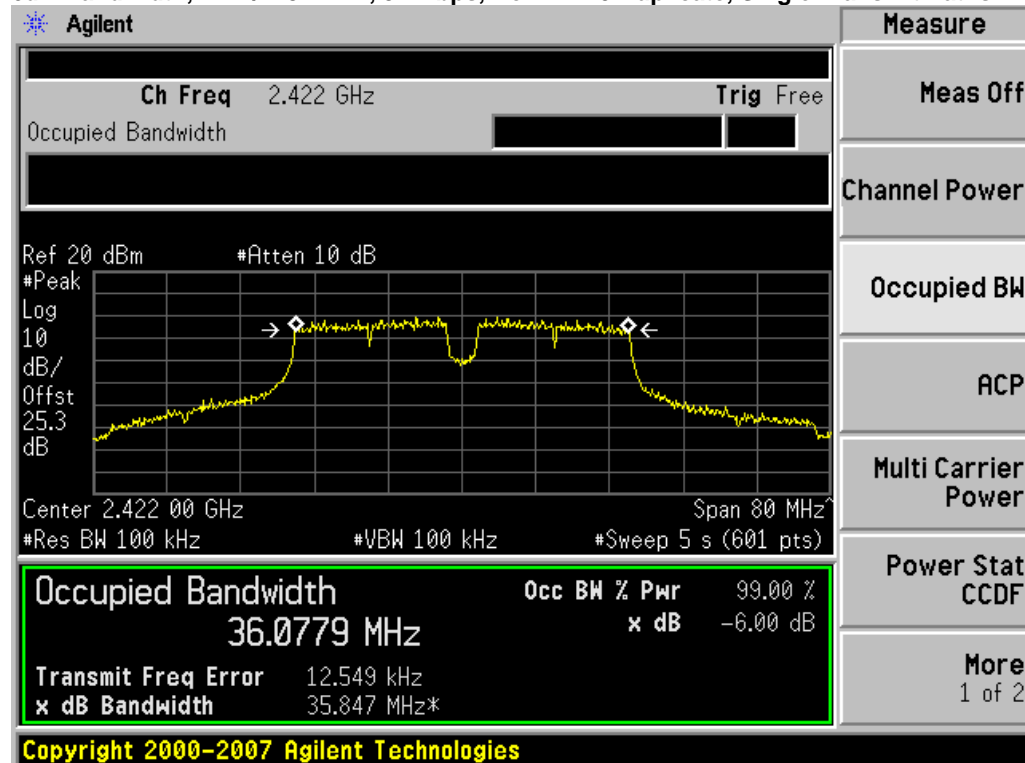 Agilent
Measure
Ch Freq 2.422 GHz Trig Free
Occupied Bandwidth
Meas Off
Channel Power
Occupied BW
ACP
Multi Carrier
Power
Power Stat
CCDF
More
1 of 2
Ref 20 dBm #Atten 10 dB
#Peak
Log
10
dB/
Offst
25.3
dB
Center 2.422 00 GHz Span 80 MHz^
#Res BW 100 kHz #VBW 100 kHz #Sweep 5 s (601 pts)
Occupied Bandwidth Occ BW % Pwr 99.00 %
36.0779 MHz x dB -6.00 dB
Transmit Freq Error 12.549 kHz
x dB Bandwidth 35.847 MHz*
Copyright 2000-2007 Agilent Technologies